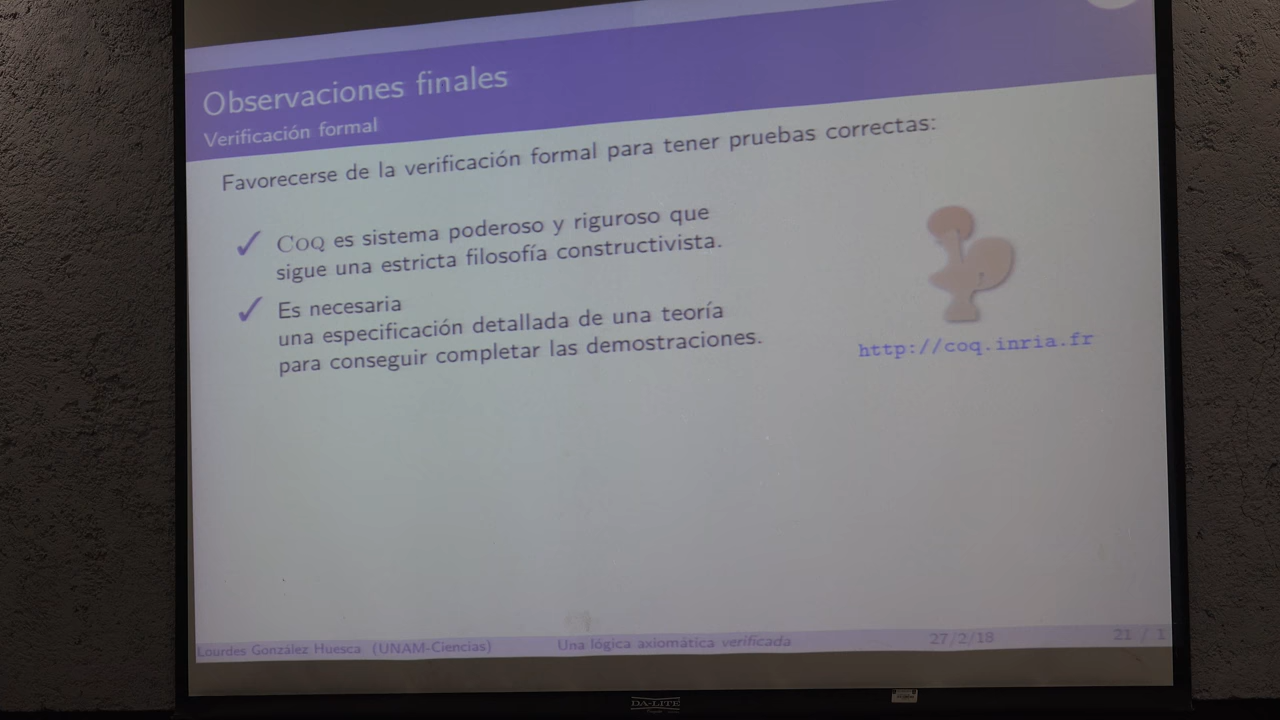 Observaciones finales
Verificación formal
Favorecerse de la verificación formal para tener pruebas correctas:
✓ Coq es sistema poderoso y riguroso que
sigue una estricta filosofía constructivista.
✓ Es necesaria
una especificación detallada de una teoría
para conseguir completar las demostraciones.
http://coq.inria.fr
Lourdes González Huesca (UNAM-Ciencias) Una lógica axiomática verificada 27/2/18 21 / 1
DA-LITE